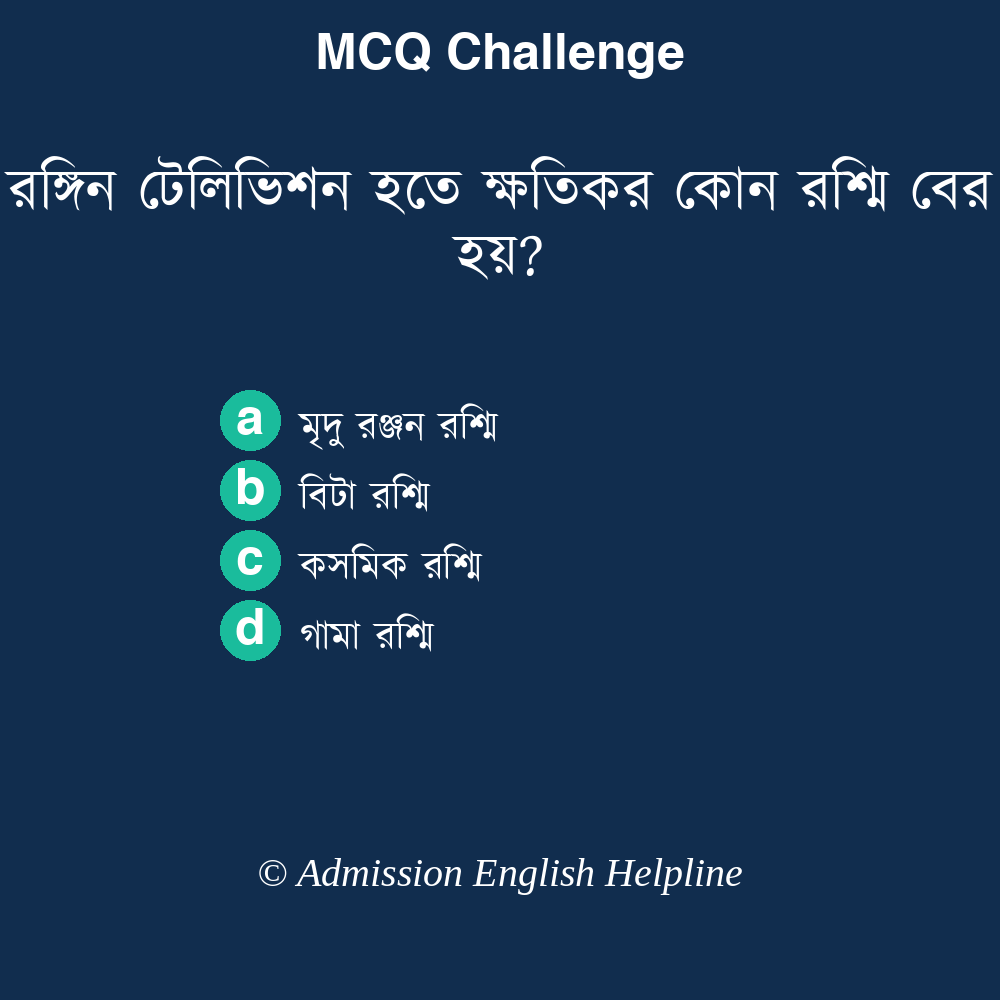 MCQ Challenge
রঙ্গিন টেলিভিশন হতে ক্ষতিকর কোন রশ্মি বের
হয়?
a মৃদু রঞ্জন রশ্মি
b বিটা রশ্মি
c কসমিক রশ্মি
d গামা রশ্মি
© Admission English Helpline